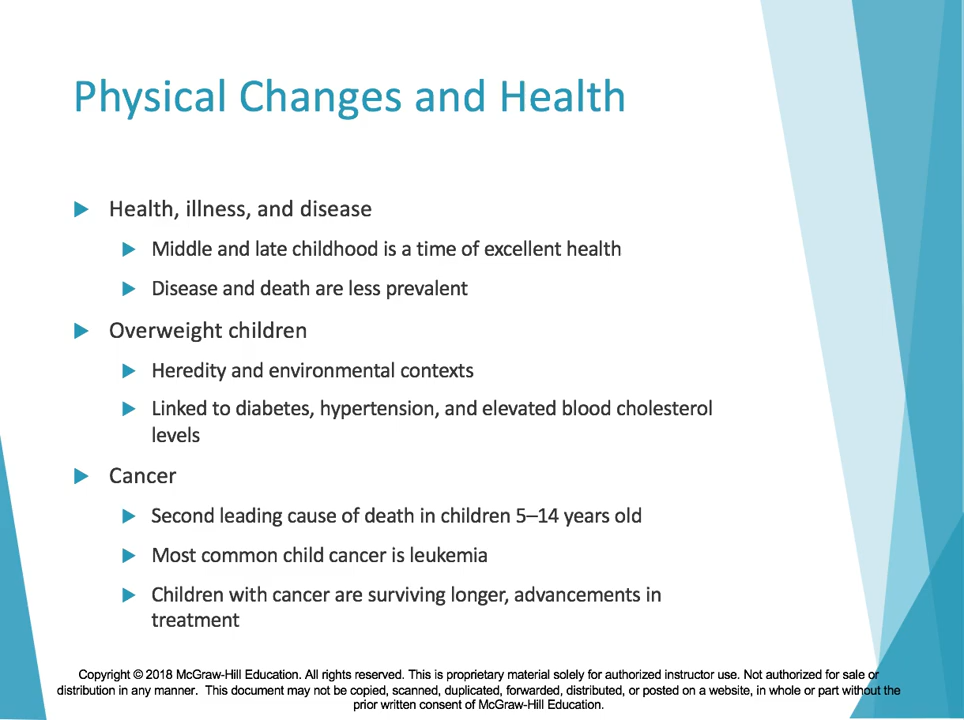 Physical Changes and Health
Health, illness, and disease
Middle and late childhood is a time of excellent health
Disease and death are less prevalent
Overweight children
Heredity and environmental contexts
Linked to diabetes, hypertension, and elevated blood cholesterol
levels
Cancer
Second leading cause of death in children 5–14 years old
Most common child cancer is leukemia
Children with cancer are surviving longer, advancements in
treatment
Copyright © 2018 McGraw-Hill Education. All rights reserved. This is proprietary material solely for authorized instructor use. Not authorized for sale or
distribution in any manner. This document may not be copied, scanned, duplicated, forwarded, distributed, or posted on a website, in whole or part without the
prior written consent of McGraw-Hill Education.